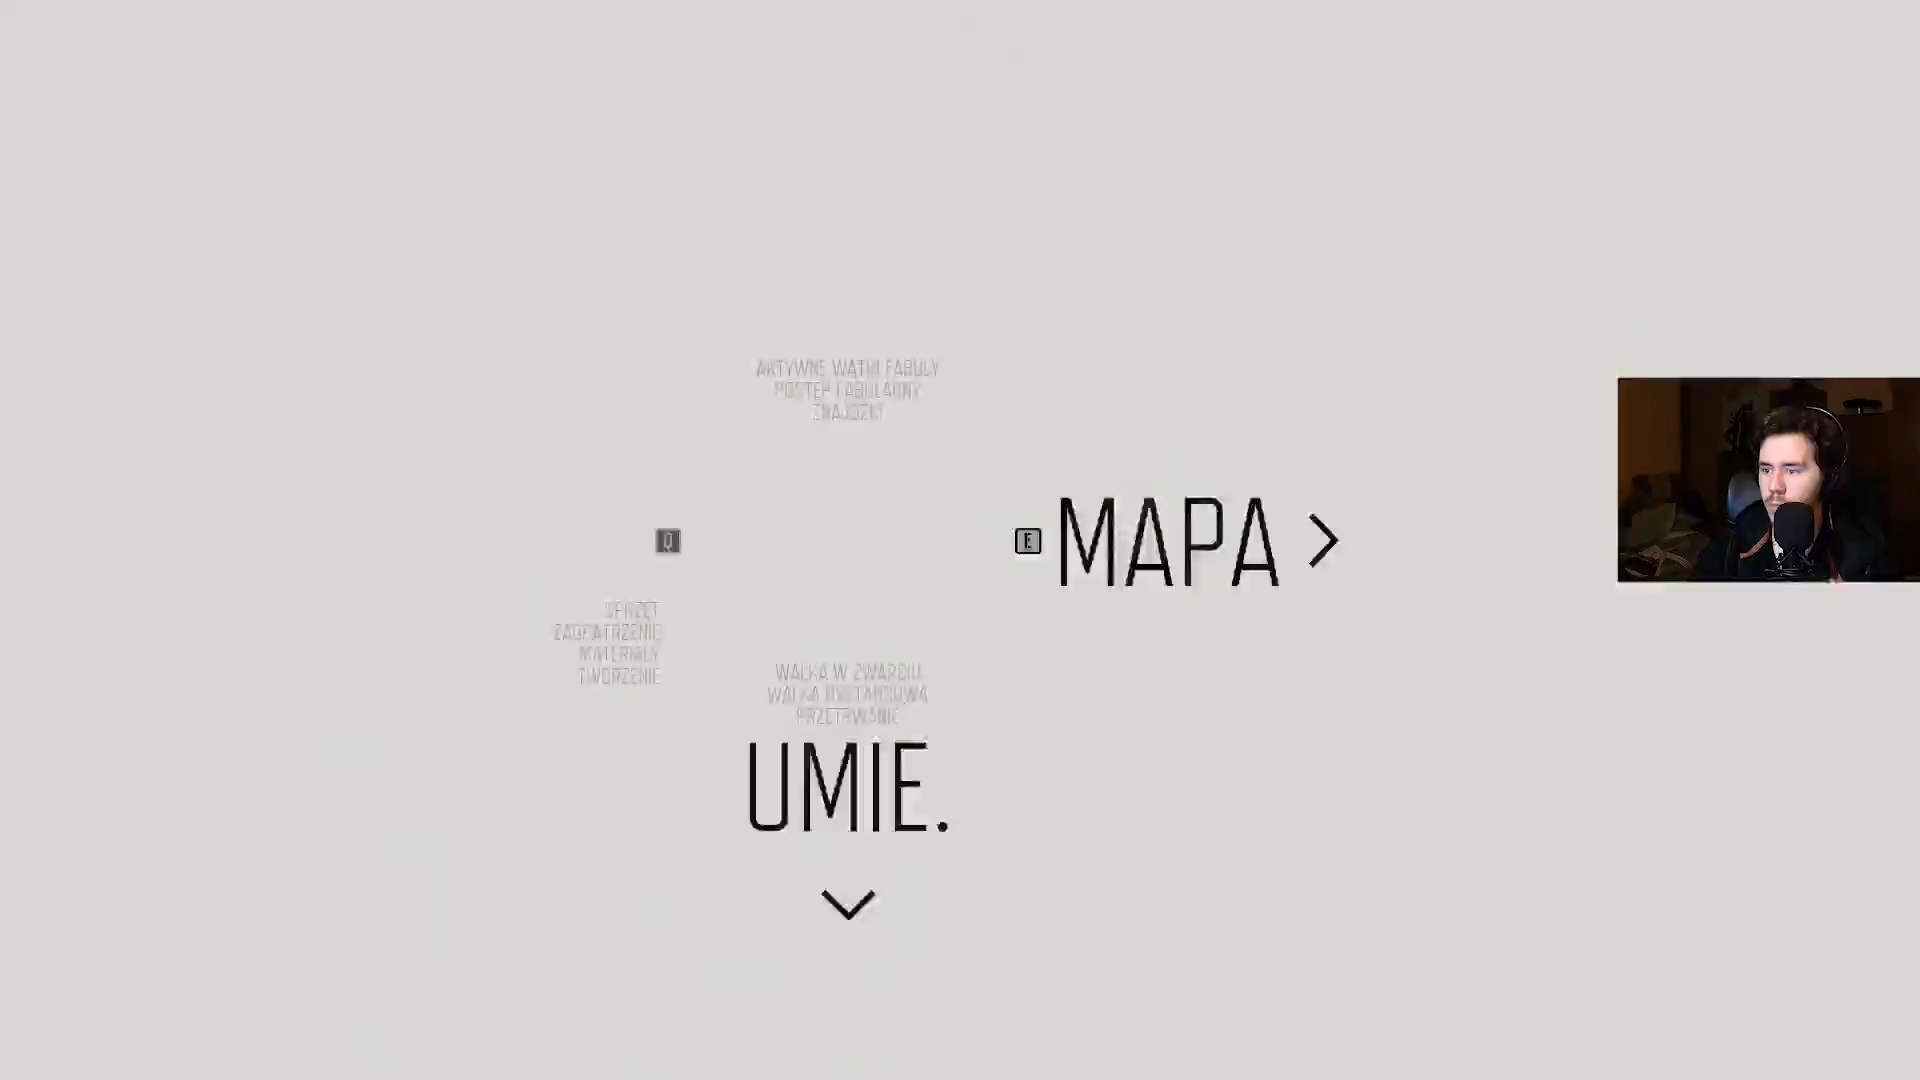 AKTYWNE WĄTKI FABUŁY
POSTĘP FABULARNY
ZNAJDŹKI
Q
E MAPA
SPRZĘT
ZAOPATRZENIE
MATERIAŁY
TWORZENIE
WALKA W ZWARCIU
WALKA DYSTANSOWA
PRZETRWANIE
UMIE.